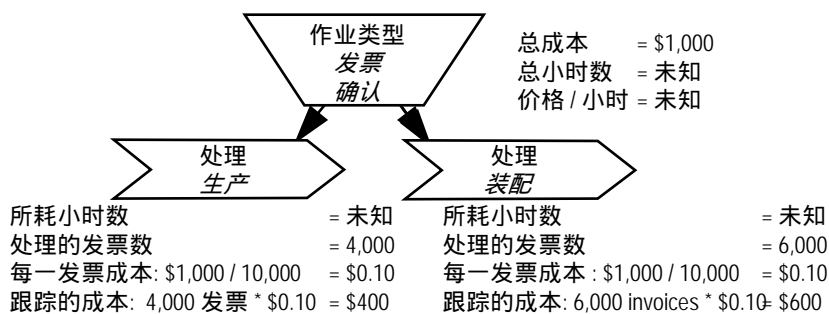 作业类型
发票
确认
总成本 = $1,000
总小时数 = 未知
价格 / 小时 = 未知
处理
生产
处理
装配
所耗小时数 = 未知
处理的发票数 = 4,000
每一发票成本: $1,000 / 10,000 = $0.10
跟踪的成本: 4,000 发票 * $0.10 = $400
所耗小时数 = 未知
处理的发票数 = 6,000
每一发票成本 : $1,000 / 10,000 = $0.10
跟踪的成本: 6,000 invoices * $0.10= $600